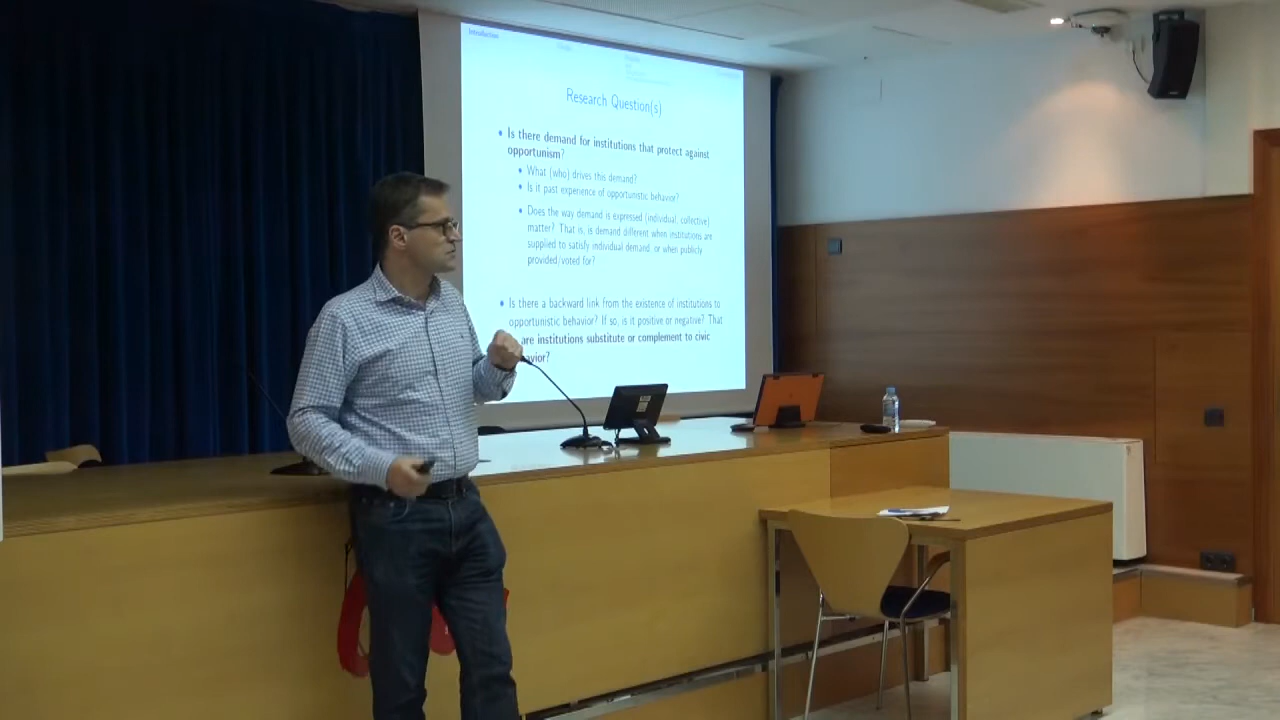 Introduction
Research Question(s)
• Is there demand for institutions that protect against
opportunism?
• What (who) drives this demand?
• Is it past experience of opportunistic behavior?
• Does the way demand is expressed (individual, collective)
matter? That is, is demand different when institutions are
supplied to satisfy individual demand, or when publicly
provided/voted for?
• Is there a backward link from the existence of institutions to
opportunistic behavior? If so, is it positive or negative? That
are institutions substitute or complement to civic
avior?